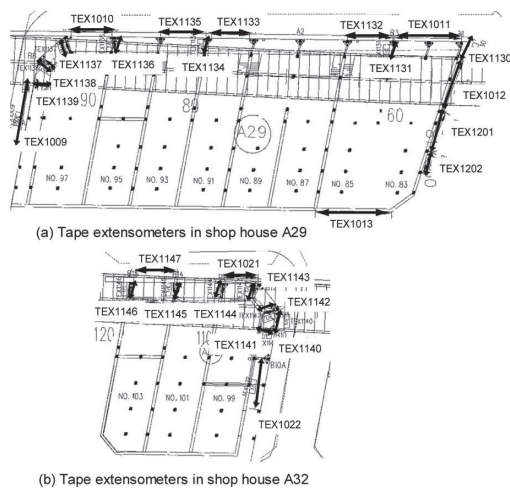 TEX1010
TEX1135
TEX1133
TEX1132
TEX1011
A2
TEX1137
TEX1136
TEX1134
TEX1131
TEX1130
TEX1138
TEX1139
TEX1012
90
80
60
A29
TEX1009
TEX1201
TEX1202
NO. 97
NO. 95
NO. 93
NO. 91
NO. 89
NO. 87
NO. 85
NO. 83
TEX1013
(a) Tape extensometers in shop house A29
TEX1147
TEX1021
TEX1143
TEX1142
TEX1146
TEX1145
TEX1144
TEX1141
TEX1140
120
110
B10A
NO. 103
NO. 101
NO. 99
TEX1022
(b) Tape extensometers in shop house A32